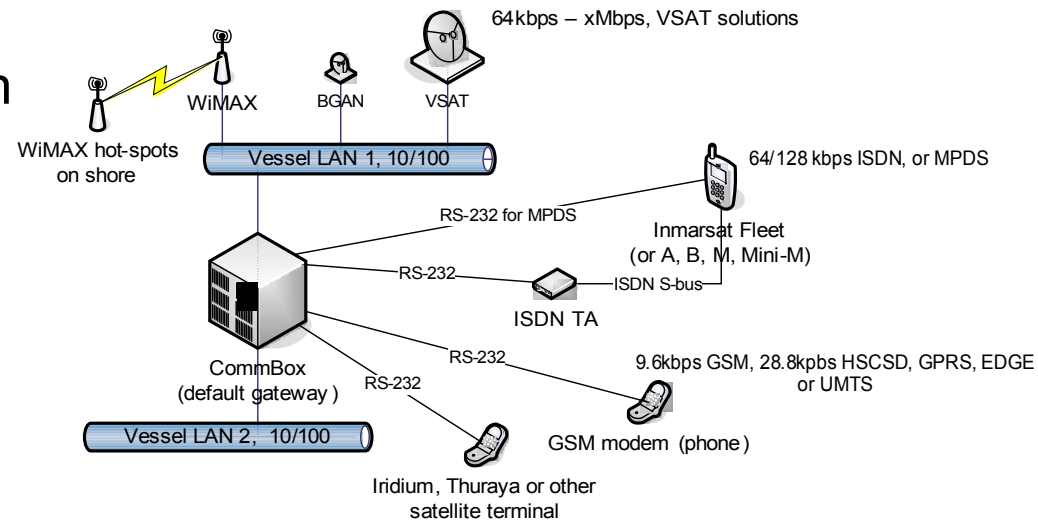 64kbps – xMbps, VSAT solutions
n
WiMAX
BGAN
VSAT
WiMAX hot-spots
on shore
Vessel LAN 1, 10/100
64/128 kbps ISDN, or MPDS
RS-232 for MPDS
Inmarsat Fleet
(or A, B, M, Mini-M)
RS-232
ISDN S-bus
ISDN TA
CommBox
(default gateway)
RS-232
9.6kbps GSM, 28.8kpbs HSCSD, GPRS, EDGE
or UMTS
RS-232
Vessel LAN 2, 10/100
GSM modem (phone)
Iridium, Thuraya or other
satellite terminal